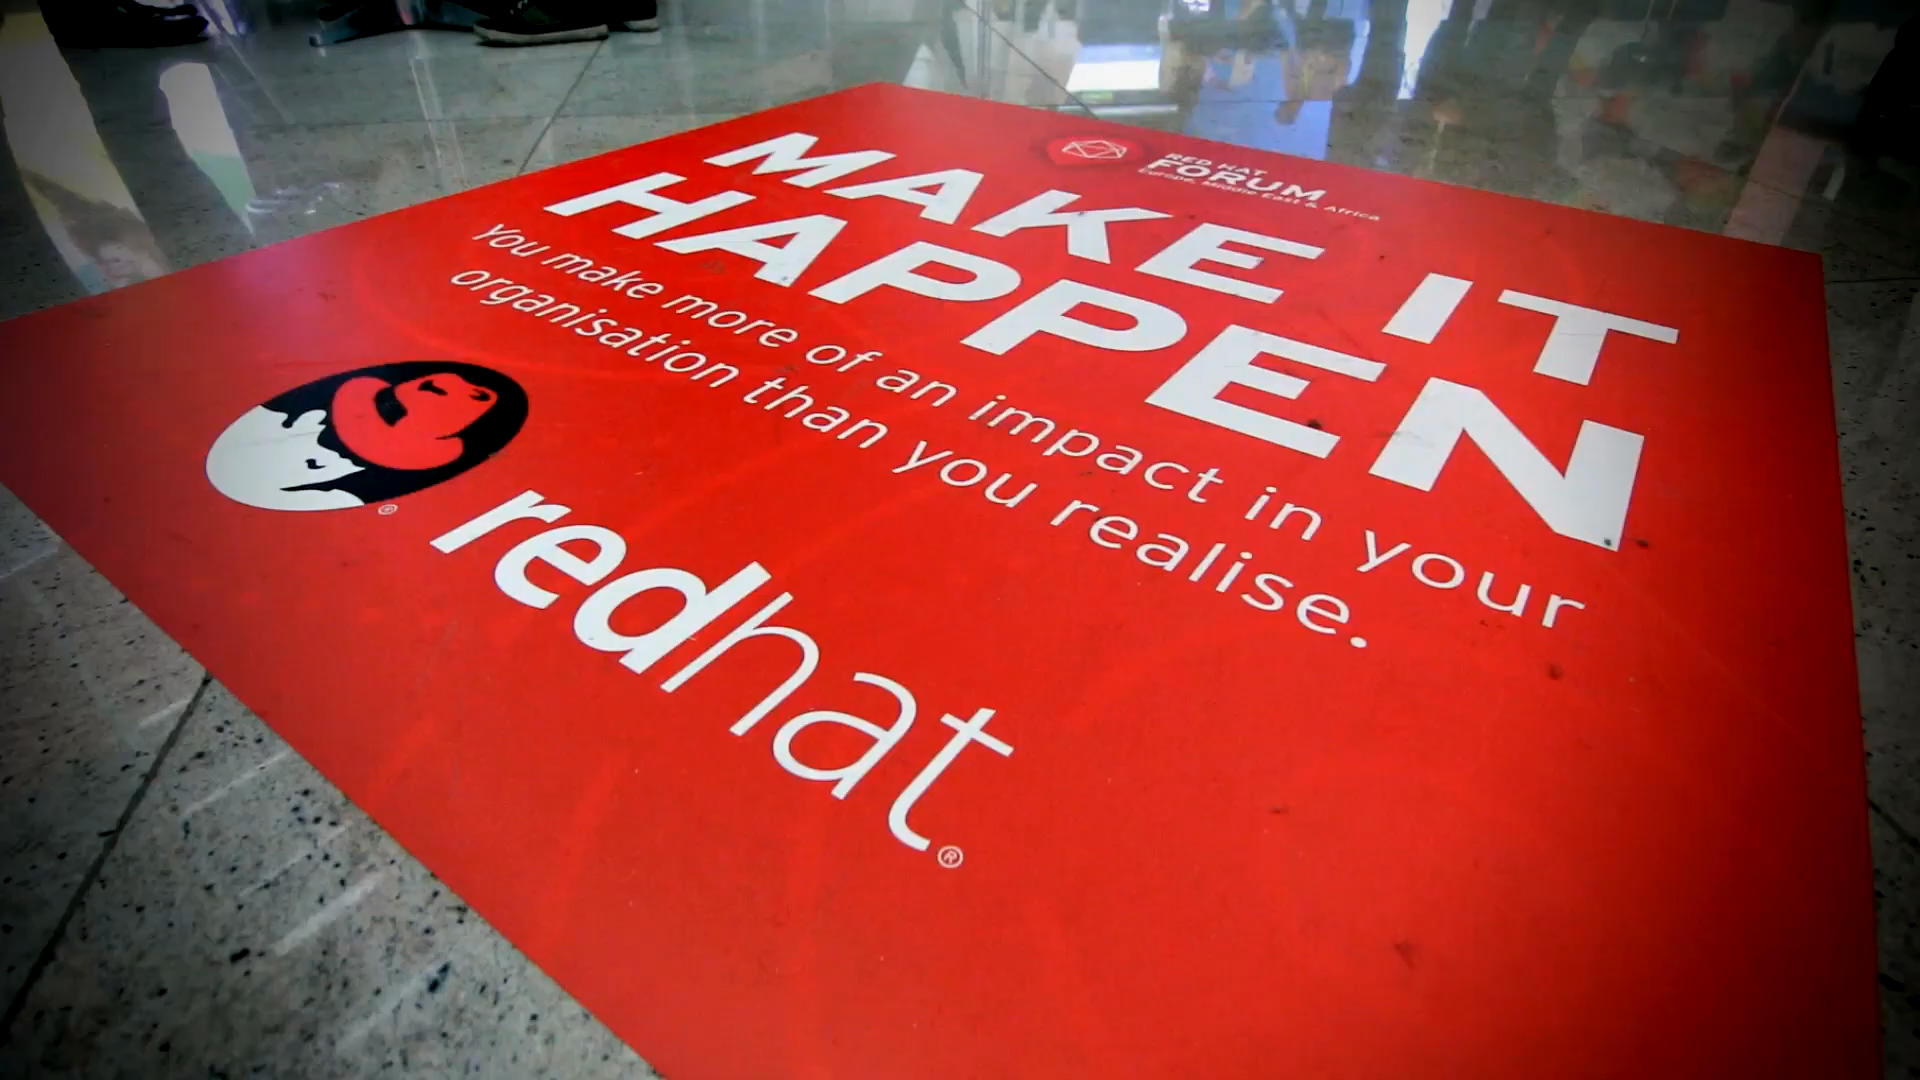 RED HAT
FORUM
Europe, Middle East & Africa
MAKE IT
HAPPEN
You make more of an impact in your
organisation than you realise.
®
redhat®